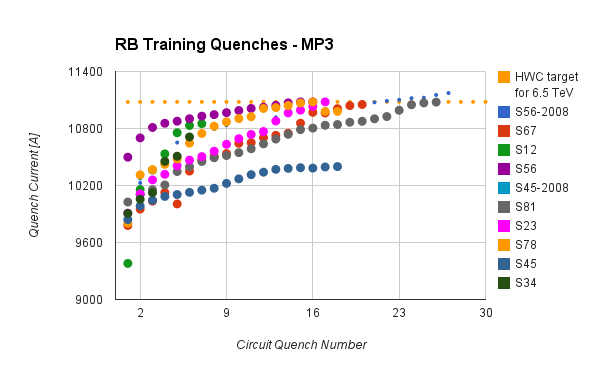 RB Training Quenches - MP3
11400
10800
10200
9600
9000
Quench Current [A]
2 9 16 23 30
Circuit Quench Number
HWC target
for 6.5 TeV
S56-2008
S67
S12
S56
S45-2008
S81
S23
S78
S45
S34